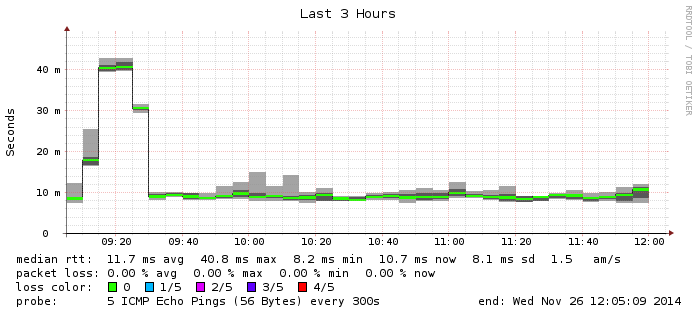 Last 3 Hours
RRDTOOL / TOBI OETIKER
Seconds
40 m
30 m
20 m
10 m
0
09:20 09:40 10:00 10:20 10:40 11:00 11:20 11:40 12:00
median rtt: 11.7 ms avg 40.8 ms max 8.2 ms min 10.7 ms now 8.1 ms sd 1.5 am/s
packet loss: 0.00 % avg 0.00 % max 0.00 % min 0.00 % now
loss color: 0 1/5 2/5 3/5 4/5
probe: 5 ICMP Echo Pings (56 Bytes) every 300s end: Wed Nov 26 12:05:09 2014